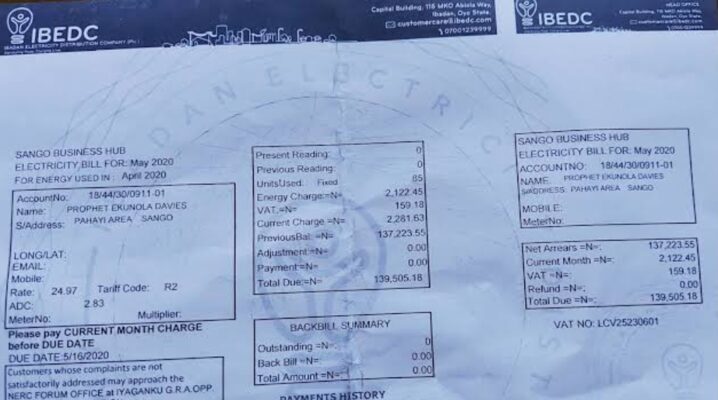 IBEDC
IBADAN ELECTRICITY DISTRIBUTION COMPANY (Plc)
Capital Building, 115 MKO Abiola Way,
Ibadan, Oyo State.
customercare@ibedc.com
07001239999
IBEDC
HEAD OFFICE
Capital Building, 115 MKO Abiola Way,
Ibadan, Oyo State.
customercare@ibedc.com
07001239999
DAN ELECTRIC
SANGO BUSINESS HUB
ELECTRICITY BILL FOR: May 2020
FOR ENERGY USED IN : April 2020
AccountNo: 18/44/30/0911-01
Name: PROPHET EKUNOLA DAVIES
S/Address: PAHAYI AREA SANGO
LONG/LAT:
EMAIL:
Mobile:
Rate: 24.97 Tariff Code: R2
ADC: 2.83
MeterNo: Multiplier:
Please pay CURRENT MONTH CHARGE
before DUE DATE
DUE DATE:5/16/2020
Customers whose complaints are not
satisfactorily addressed may approach the
NERC FORUM OFFICE at IYAGANKU G.R.A.OPP.
Present Reading: 0
Previous Reading: 0
UnitsUsed: Fixed 85
Energy Charge:=N= 2,122.45
VAT.=N= 159.18
Current Charge =N= 2,281.63
PreviousBal: =N= 137,223.55
Adjustment:=N= 0.00
Payment:=N= 0.00
Total Due:=N= 139,505.18
BACKBILL SUMMARY
Outstanding =N=: 0
Back Bill =N=: 0.00
Total Amount =N=: 0.00
PAYMENTS HISTORY
SANGO BUSINESS HUB
ELECTRICITY BILL FOR: May 2020
ACCOUNTNO: 18/44/30/0911-01
NAME: PROPHET EKUNOLA DAVIES
S/ADDRESS: PAHAYI AREA SANGO
MOBILE:
MeterNo:
Net Arrears =N=: 137,223.55
Current Month =N=: 2,122.45
VAT =N=: 159.18
Refund =N=: 0.00
Total Due =N=: 139,505.18
VAT NO: LCV25230601